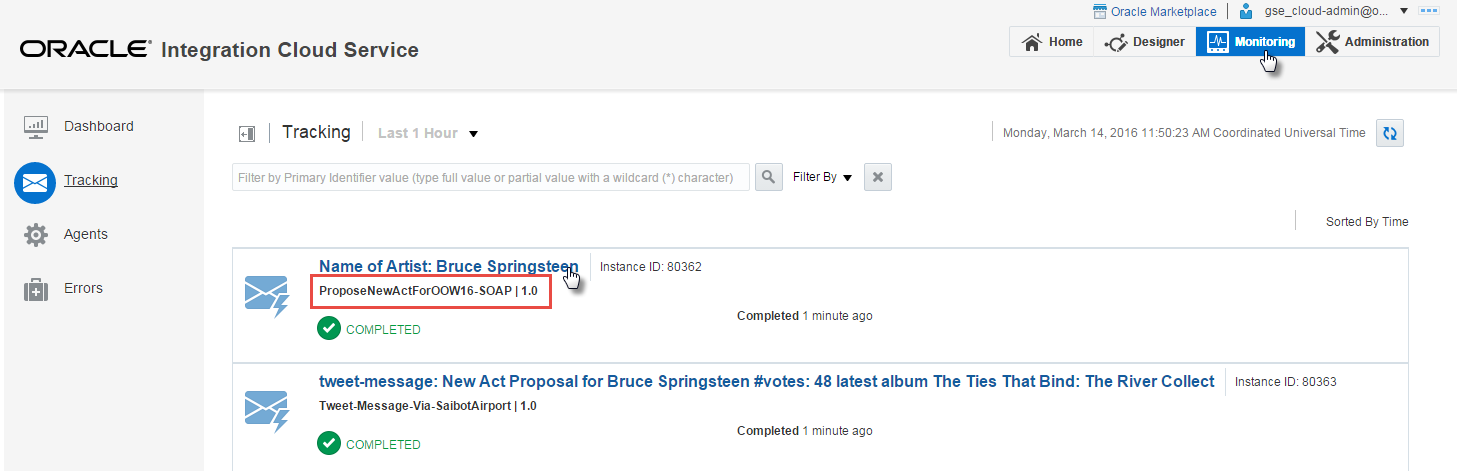 Oracle Marketplace gse_cloud-admin@o...
ORACLE® Integration Cloud Service
Home Designer Monitoring Administration
Dashboard
Tracking
Agents
Errors
Tracking Last 1 Hour
Monday, March 14, 2016 11:50:23 AM Coordinated Universal Time
Filter by Primary Identifier value (type full value or partial value with a wildcard (*) character)
Filter By
Sorted By Time
Name of Artist: Bruce Springsteen Instance ID: 80362
ProposeNewActForOOW16-SOAP | 1.0
Completed 1 minute ago
COMPLETED
tweet-message: New Act Proposal for Bruce Springsteen #votes: 48 latest album The Ties That Bind: The River Collect Instance ID: 80363
Tweet-Message-Via-SaibotAirport | 1.0
Completed 1 minute ago
COMPLETED